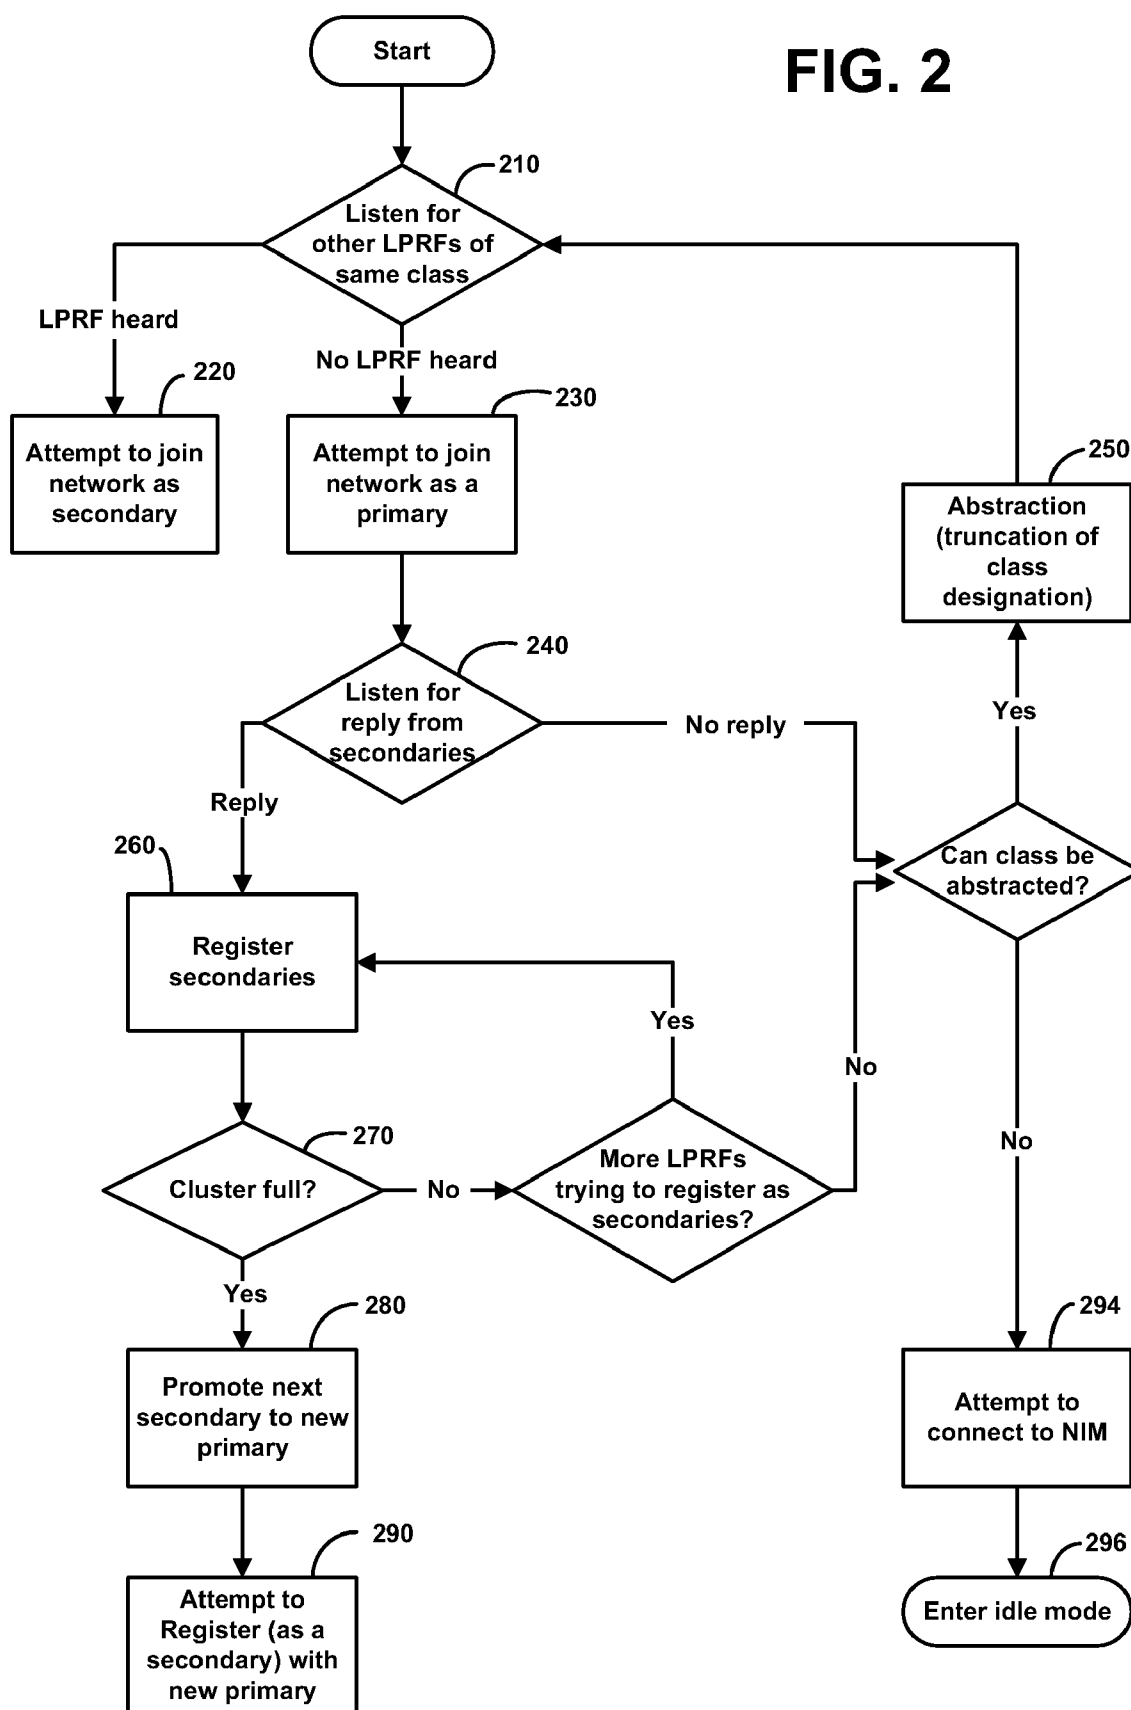 Start
FIG. 2
210
Listen for
other LPRFs of
same class
LPRF heard
No LPRF heard
220
230
Attempt to join
network as
secondary
Attempt to join
network as a
primary
250
Abstraction
(truncation of
class
designation)
240
Listen for
reply from
secondaries
No reply
Yes
Reply
260
Can class be
abstracted?
Register
secondaries
Yes
No
270
Cluster full?
No
More LPRFs
trying to register as
secondaries?
No
Yes
280
294
Promote next
secondary to new
primary
Attempt to
connect to NIM
290
296
Attempt to
Register (as a
secondary) with
new primary
Enter idle mode